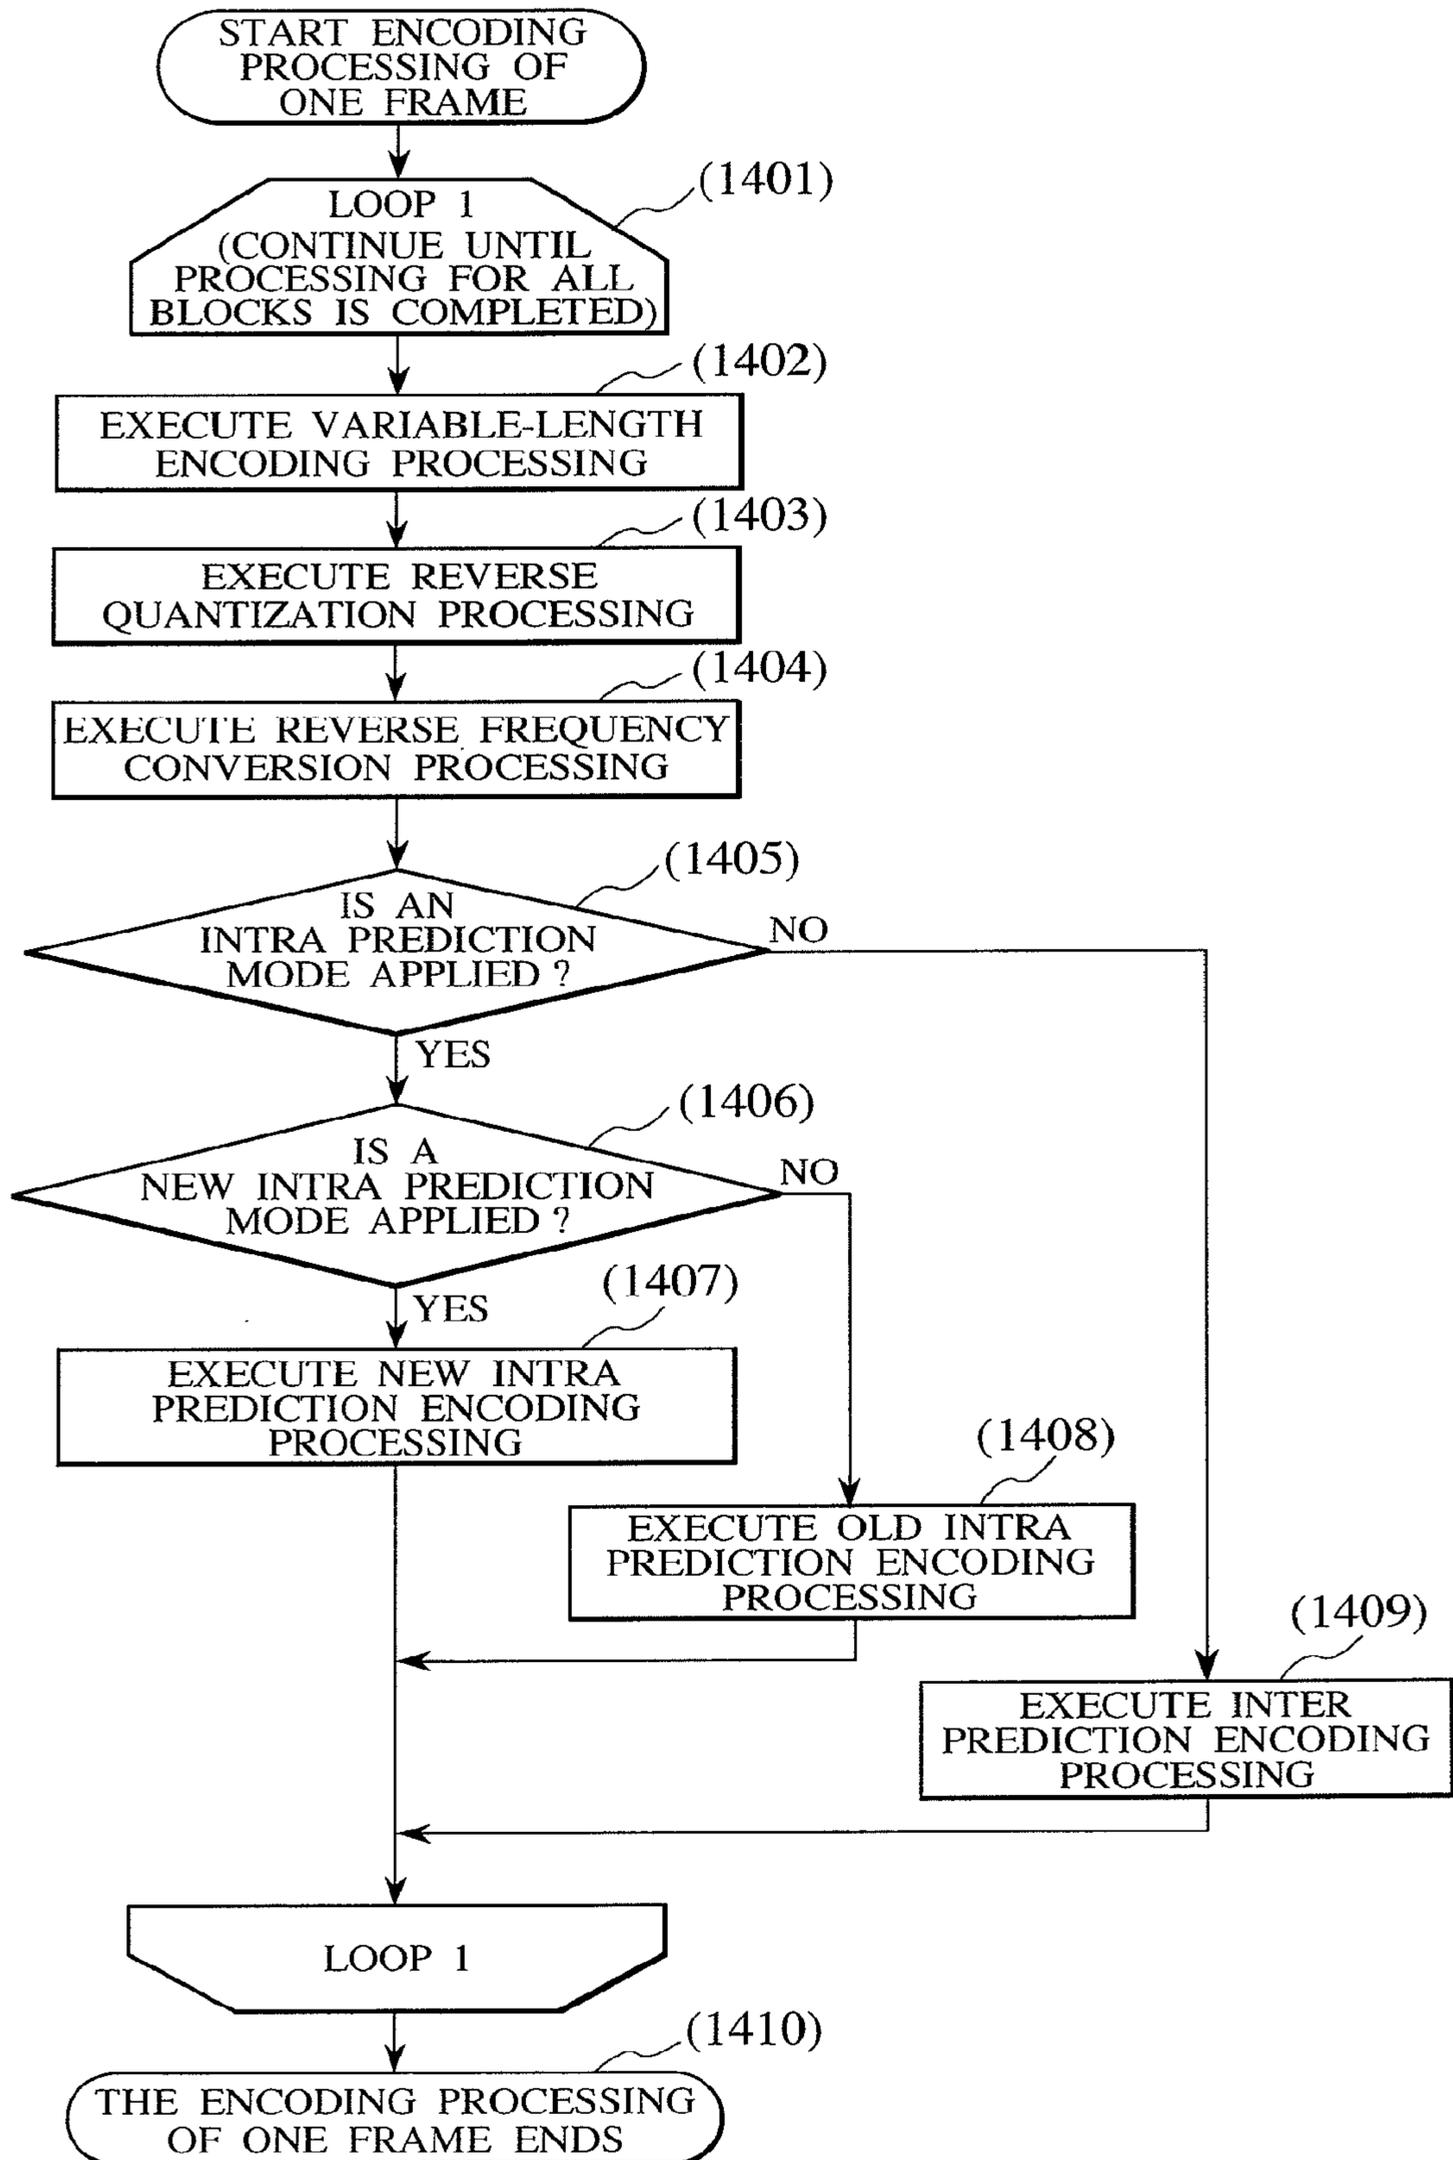 START ENCODING
PROCESSING OF
ONE FRAME
(1401)
LOOP 1
(CONTINUE UNTIL
PROCESSING FOR ALL
BLOCKS IS COMPLETED)
(1402)
EXECUTE VARIABLE-LENGTH
ENCODING PROCESSING
(1403)
EXECUTE REVERSE
QUANTIZATION PROCESSING
(1404)
EXECUTE REVERSE FREQUENCY
CONVERSION PROCESSING
(1405)
IS AN
INTRA PREDICTION
MODE APPLIED ?
NO
YES
(1406)
IS A
NEW INTRA PREDICTION
MODE APPLIED ?
NO
YES
(1407)
EXECUTE NEW INTRA
PREDICTION ENCODING
PROCESSING
(1408)
EXECUTE OLD INTRA
PREDICTION ENCODING
PROCESSING
(1409)
EXECUTE INTER
PREDICTION ENCODING
PROCESSING
LOOP 1
(1410)
THE ENCODING PROCESSING
OF ONE FRAME ENDS